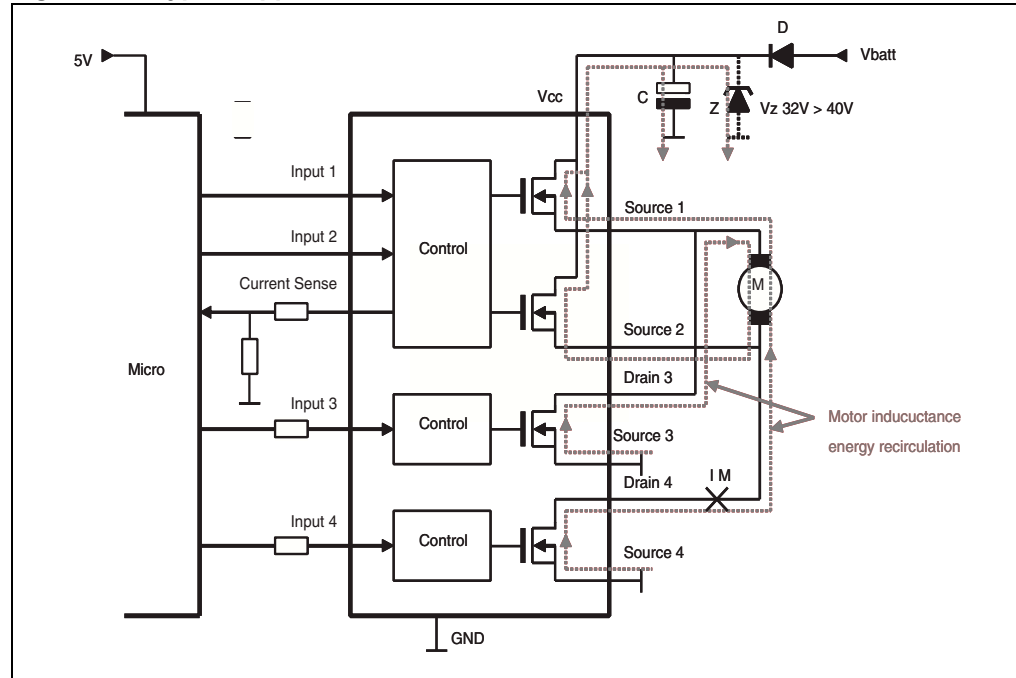 D
5V
Vbatt
Vcc
C
Z
Vz 32V > 40V
Input 1
Source 1
Input 2
Control
M
Current Sense
Source 2
Micro
Drain 3
Input 3
Control
Source 3
Motor inducuctance
energy recirculation
Drain 4
I M
Input 4
Control
Source 4
GND